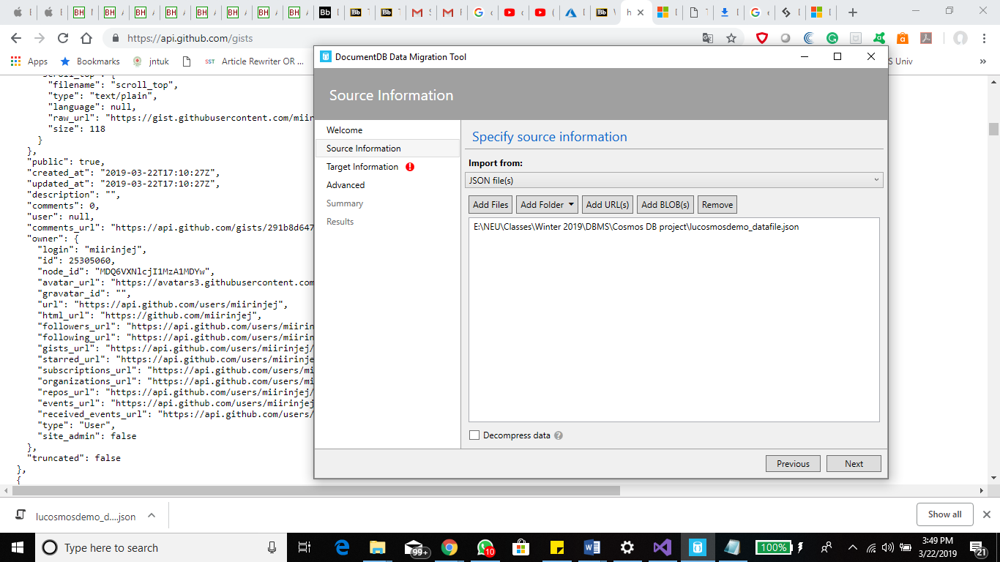 https://api.github.com/gists
Apps
Bookmarks
jntuk
SST
Article Rewriter OR ...
S Univ
»
"scroll_top": {
"filename": "scroll_top",
"type": "text/plain",
"language": null,
"raw_url": "https://gist.githubusercontent.com/miir
"size": 118
}
},
"public": true,
"created_at": "2019-03-22T17:10:27Z",
"updated_at": "2019-03-22T17:10:27Z",
"description": "",
"comments": 0,
"user": null,
"comments_url": "https://api.github.com/gists/291b8d647
"owner": {
"login": "miirinjej",
"id": 25305060,
"node_id": "MDQ6VXNlcjI1MzA1MDYw",
"avatar_url": "https://avatars3.githubusercontent.com
"gravatar_id": "",
"url": "https://api.github.com/users/miirinjej",
"html_url": "https://github.com/miirinjej",
"followers_url": "https://api.github.com/users/miirin
"following_url": "https://api.github.com/users/miirin
"gists_url": "https://api.github.com/users/miirinjej/
"starred_url": "https://api.github.com/users/miirinje
"subscriptions_url": "https://api.github.com/users/mi
"organizations_url": "https://api.github.com/users/mi
"repos_url": "https://api.github.com/users/miirinjej/
"events_url": "https://api.github.com/users/miirinjej
"received_events_url": "https://api.github.com/users/
"type": "User",
"site_admin": false
},
"truncated": false
},
{
DocumentDB Data Migration Tool
Source Information
Welcome
Source Information
Target Information
Advanced
Summary
Results
Specify source information
Import from:
JSON file(s)
Add Files
Add Folder
Add URL(s)
Add BLOB(s)
Remove
E:\NEU\Classes\Winter 2019\DBMS\Cosmos DB project\lucosmosdemo_datafile.json
Decompress data
Previous
Next
lucosmosdemo_d....json
Show all
Type here to search
99+
10
100%
3:49 PM
3/22/2019
21